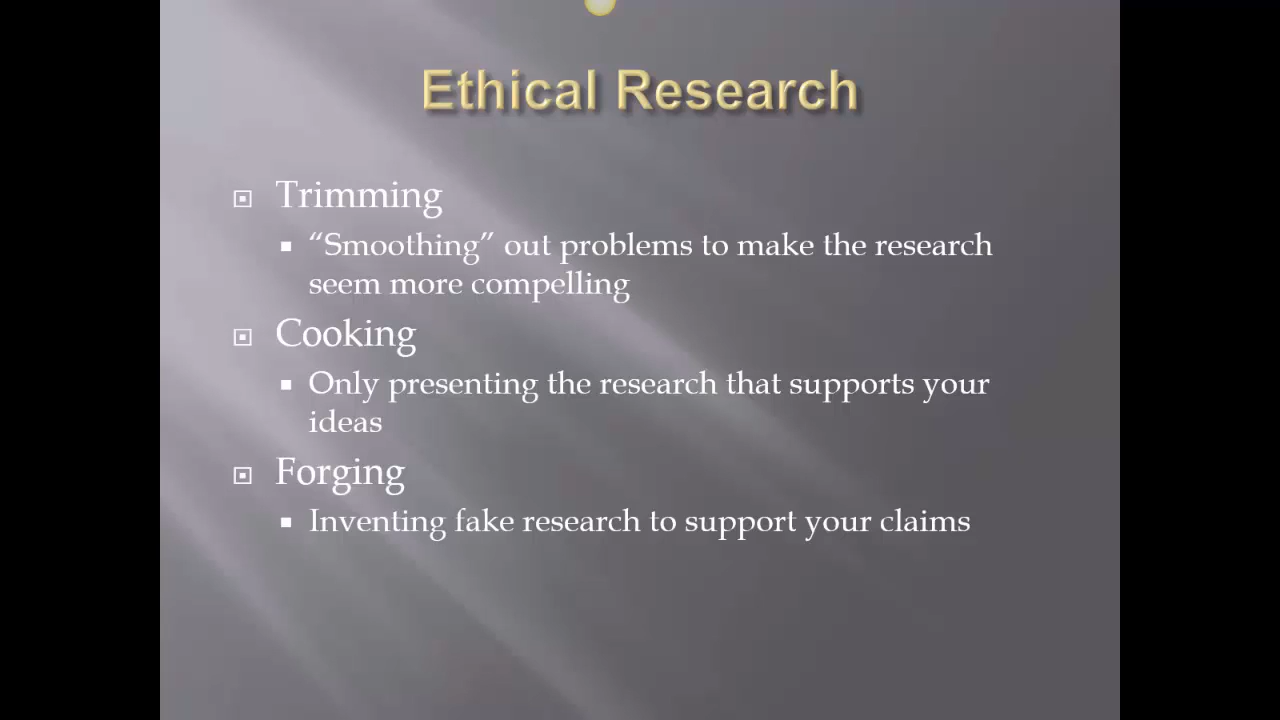 Ethical Research
Trimming
“Smoothing” out problems to make the research
seem more compelling
Cooking
Only presenting the research that supports your
ideas
Forging
Inventing fake research to support your claims